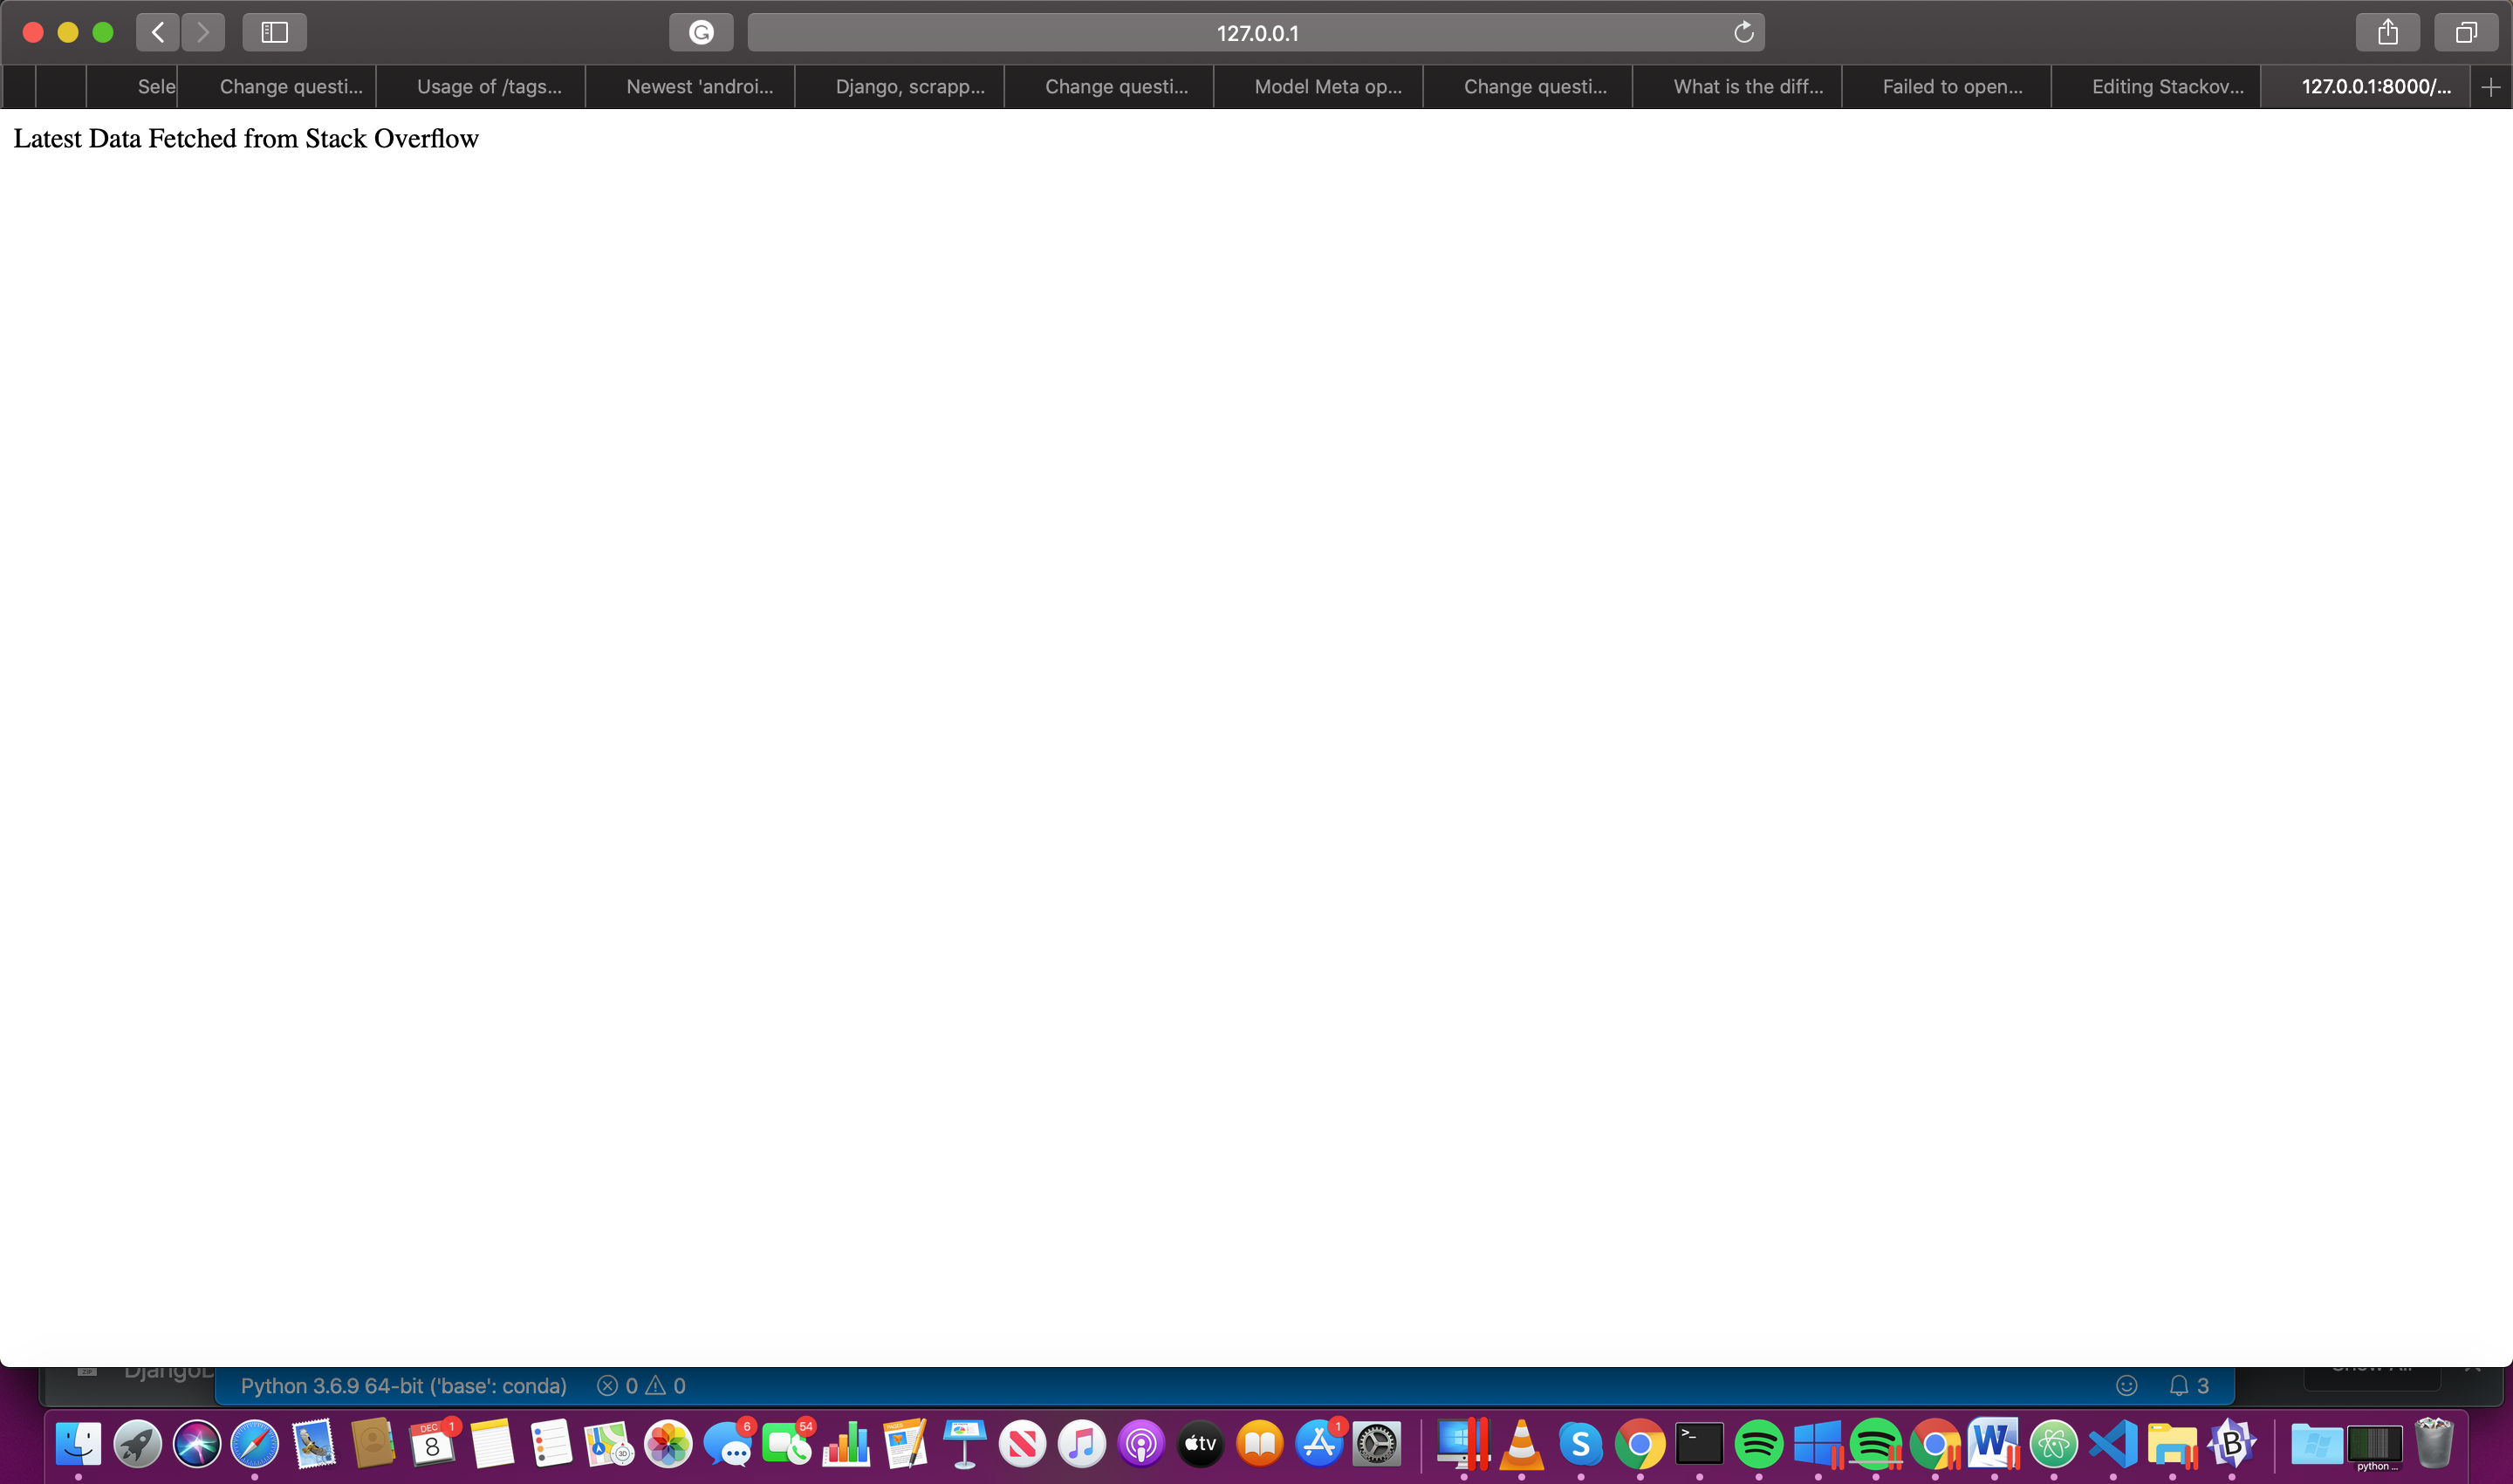 127.0.0.1
Sele
Change questi...
Usage of /tags...
Newest 'androi...
Django, scrapp...
Change questi...
Model Meta op...
Change questi...
What is the diff...
Failed to open...
Editing Stackov...
127.0.0.1:8000/...
Latest Data Fetched from Stack Overflow
Python 3.6.9 64-bit ('base': conda)
0
0
3
DEC
8
1
3D
6
54
tv
1
S
>_
W
B
python ...